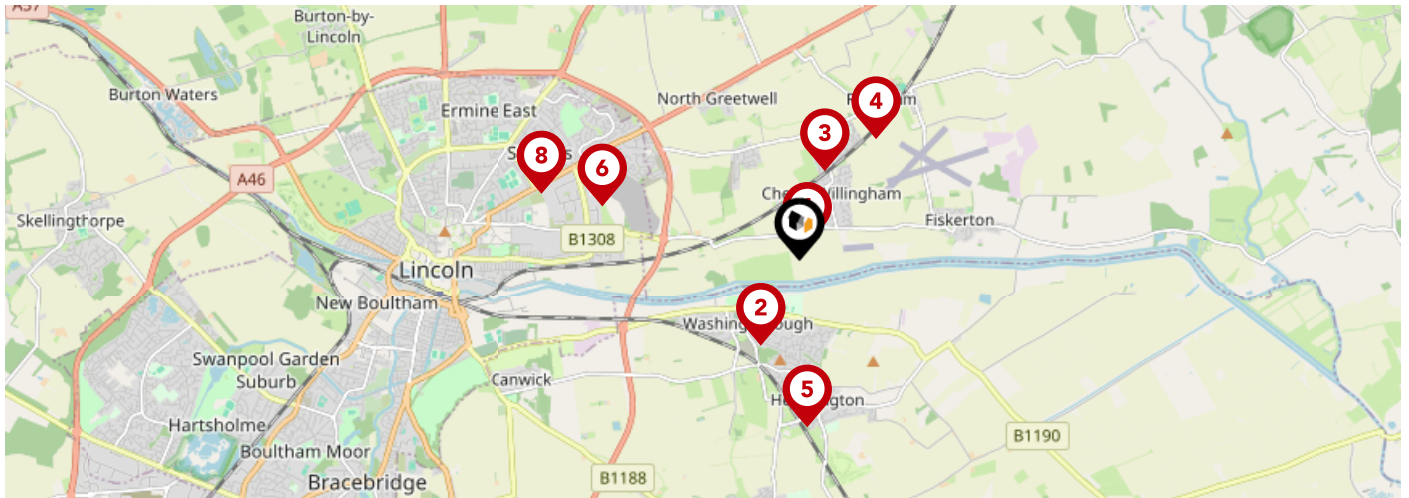 A57
Burton-by-
Lincoln
Burton Waters
Ermine East
North Greetwell
4
3
8
6
A46
Skellingthorpe
Fiskerton
B1308
Lincoln
New Boultham
2
Swanpool Garden
Suburb
Canwick
5
Hartsholme
B1190
Boultham Moor
B1188
Bracebridge